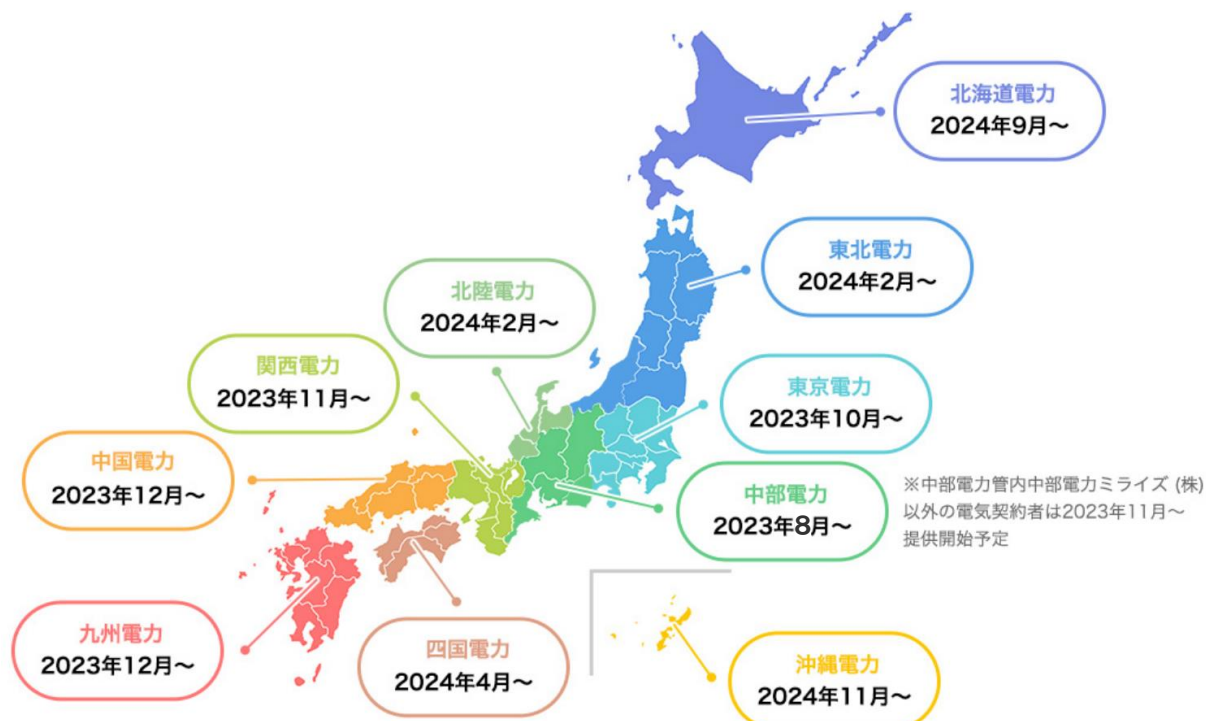 北海道電力
2024年9月〜
東北電力
2024年2月〜
北陸電力
2024年2月〜
関西電力
2023年11月〜
東京電力
2023年10月〜
中国電力
2023年12月〜
中部電力
2023年8月〜
※中部電力管内中部電力ミライズ (株)
以外の電気契約者は2023年11月〜
提供開始予定
九州電力
2023年12月〜
四国電力
2024年4月〜
沖縄電力
2024年11月〜